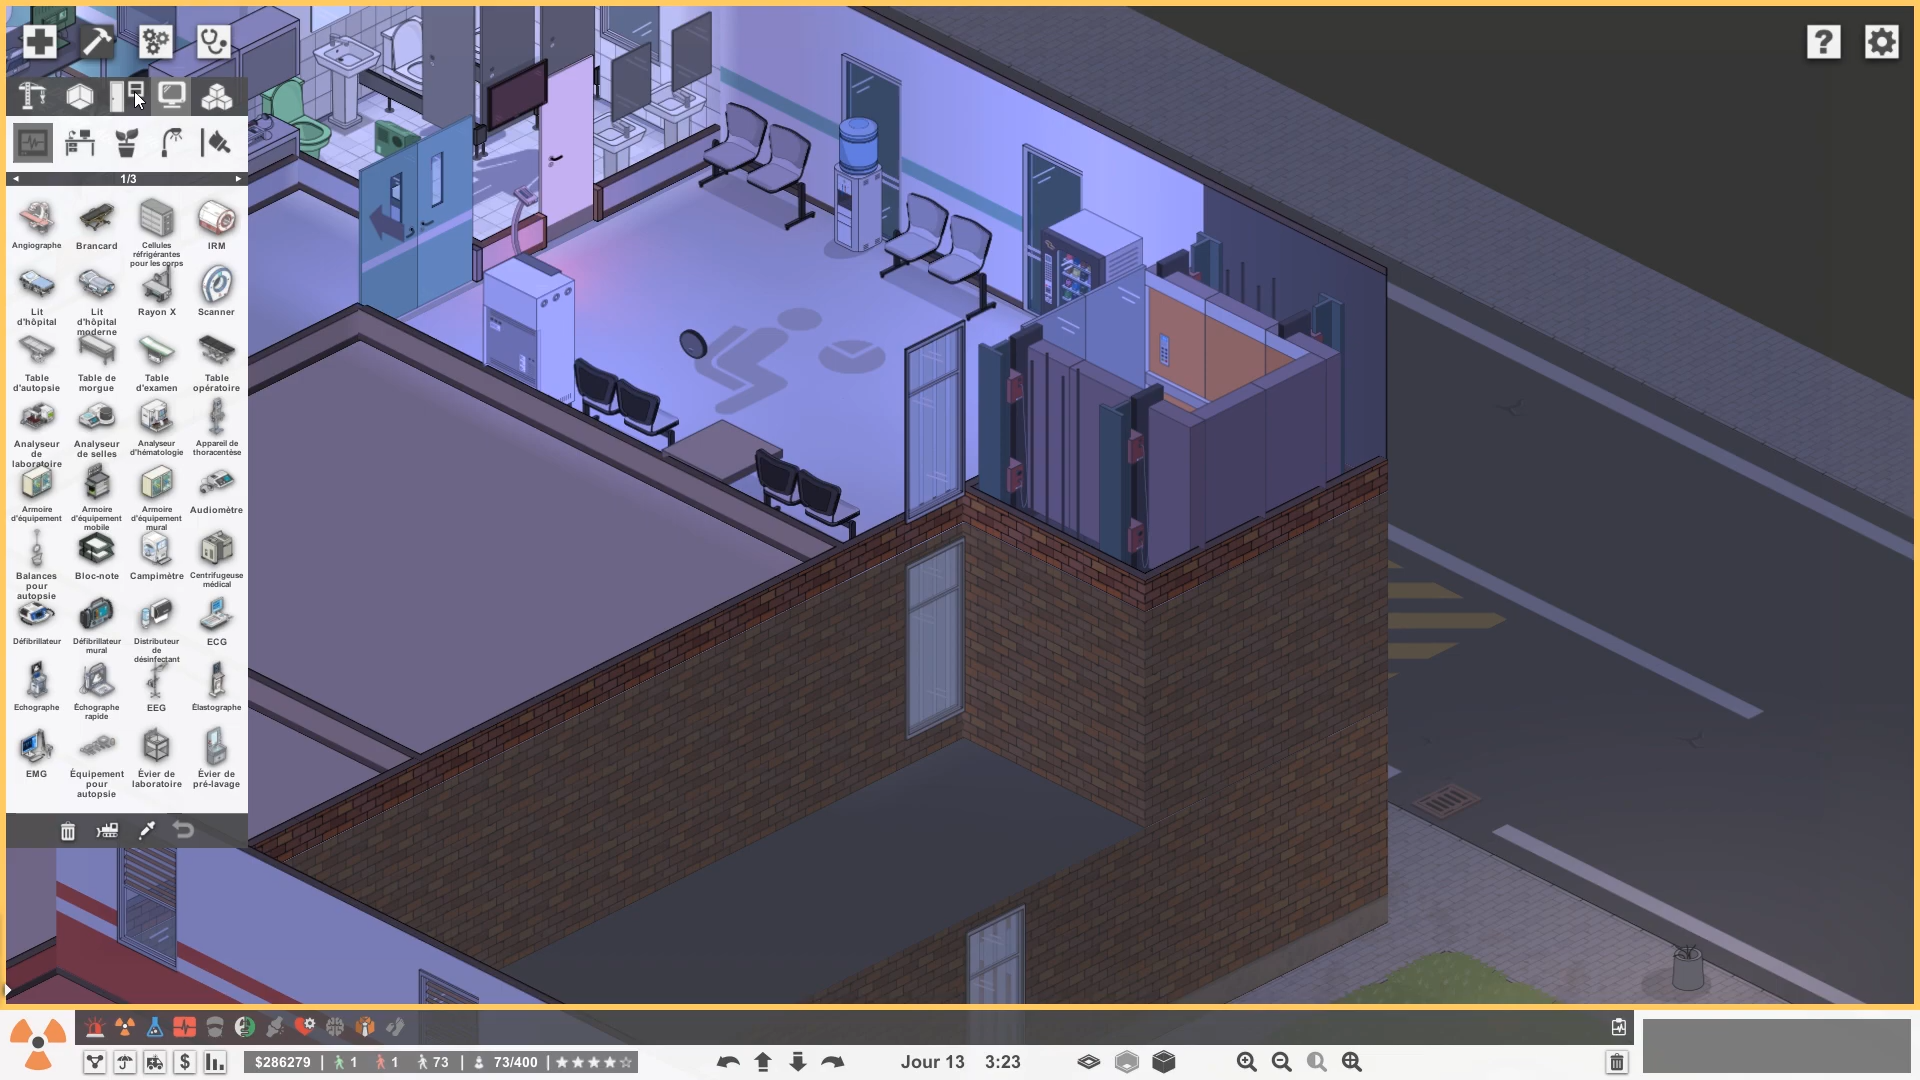 ?
1/3
Angiographe
Brancard
Cellules
réfrigérantes
pour les corps
IRM
Lit
d'hôpital
Lit
d'hôpital
moderne
Rayon X
Scanner
Table
d'autopsie
Table de
morgue
Table
d'examen
Table
opératoire
Analyseur
de
laboratoire
Analyseur
de selles
Analyseur
d'hématologie
Appareil de
thoracentèse
Armoire
d'équipement
Armoire
d'équipement
mobile
Armoire
d'équipement
mural
Audiomètre
Balances
pour
autopsie
Bloc-note
Campimètre
Centrifugeuse
médical
Défibrillateur
Défibrillateur
mural
Distributeur
de
désinfectant
ECG
Echographe
Échographe
rapide
EEG
Élastographe
EMG
Équipement
pour
autopsie
Évier de
laboratoire
Évier de
pré-lavage
$286279 | 1 1 73 | 73/400 |
Jour 13 3:23